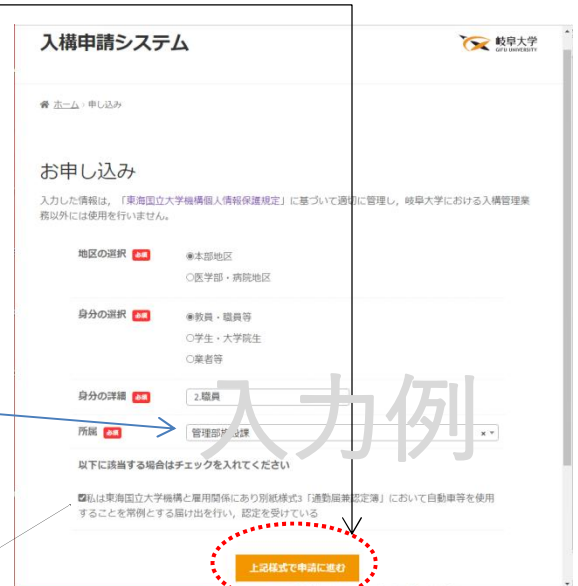 入構申請システム
岐阜大学
GIFU UNIVERSITY
ホーム › 申し込み
お申し込み
入力した情報は，「東海国立大学機構個人情報保護規定」に基づいて適切に管理し，岐阜大学における入構管理業
務以外には使用を行いません。
地区の選択 必須
◉本部地区
○医学部・病院地区
身分の選択 必須
◉教員・職員等
○学生・大学院生
○業者等
身分の詳細 必須
2.職員
所属 必須
管理部施設課
× ▾
入力例
以下に該当する場合はチェックを入れてください
☑私は東海国立大学機構と雇用関係にあり別紙様式3「通勤届兼認定簿」において自動車等を使用
することを常例とする届け出を行い，認定を受けている
上記様式で申請に進む